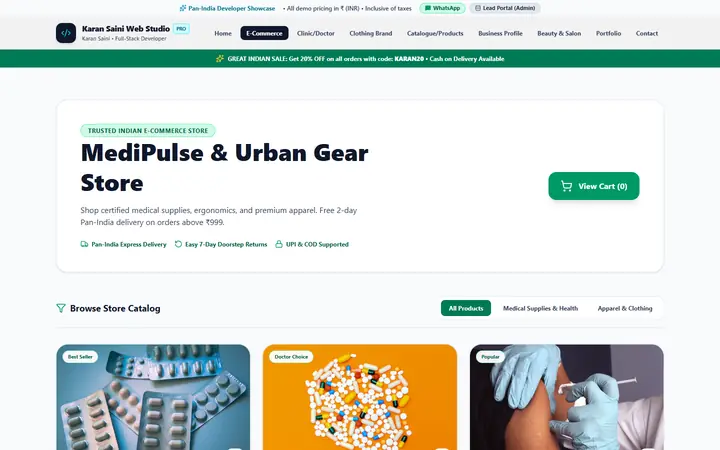 Pan-India Developer Showcase • All demo pricing in ₹ (INR) • Inclusive of taxes WhatsApp Lead Portal (Admin)
Karan Saini Web Studio PRO
Karan Saini • Full-Stack Developer
Home E-Commerce Clinic/Doctor Clothing Brand Catalogue/Products Business Profile Beauty & Salon Portfolio Contact
GREAT INDIAN SALE: Get 20% OFF on all orders with code: KARAN20 • Cash on Delivery Available
TRUSTED INDIAN E-COMMERCE STORE
MediPulse & Urban Gear
Store
Shop certified medical supplies, ergonomics, and premium apparel. Free 2-day
Pan-India delivery on orders above ₹999.
Pan-India Express Delivery Easy 7-Day Doorstep Returns UPI & COD Supported
View Cart (0)
Browse Store Catalog
All Products Medical Supplies & Health Apparel & Clothing
Best Seller Doctor Choice Popular